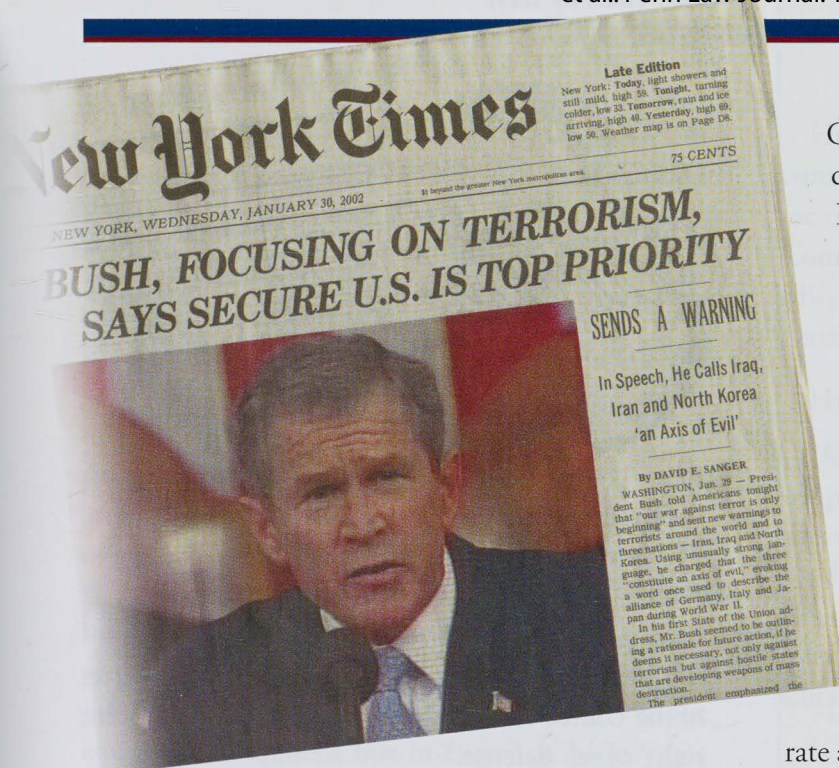 et al.: Penn Law Journal:
New York Times
Late Edition
New York: Today, light showers and
still mild, high 59. Tonight, turning
colder, low 33. Tomorrow, rain and ice
arriving, high 40. Yesterday, high 69,
low 50. Weather map is on Page D8.
NEW YORK, WEDNESDAY, JANUARY 30, 2002
$1 beyond the greater New York metropolitan area.
75 CENTS
BUSH, FOCUSING ON TERRORISM,
SAYS SECURE U.S. IS TOP PRIORITY
SENDS A WARNING
In Speech, He Calls Iraq,
Iran and North Korea
'an Axis of Evil'
By DAVID E. SANGER
WASHINGTON, Jan. 29 — Presi-
dent Bush told Americans tonight
that "our war against terror is only
beginning" and sent new warnings to
terrorists around the world and to
three nations — Iran, Iraq and North
Korea. Using unusually strong lan-
guage, he charged that the three
"constitute an axis of evil," evoking
a word once used to describe the
alliance of Germany, Italy and Ja-
pan during World War II.
In his first State of the Union ad-
dress, Mr. Bush seemed to be outlin-
ing a rationale for future action, if he
deems it necessary, not only against
terrorists but against hostile states
that are developing weapons of mass
destruction.
The president emphasized the
rate